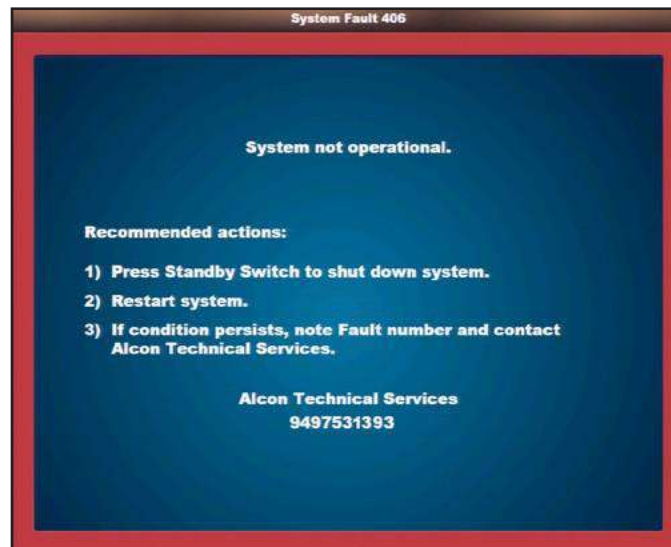 System Fault 406
System not operational.
Recommended actions:
1) Press Standby Switch to shut down system.
2) Restart system.
3) If condition persists, note Fault number and contact
Alcon Technical Services.
Alcon Technical Services
9497531393